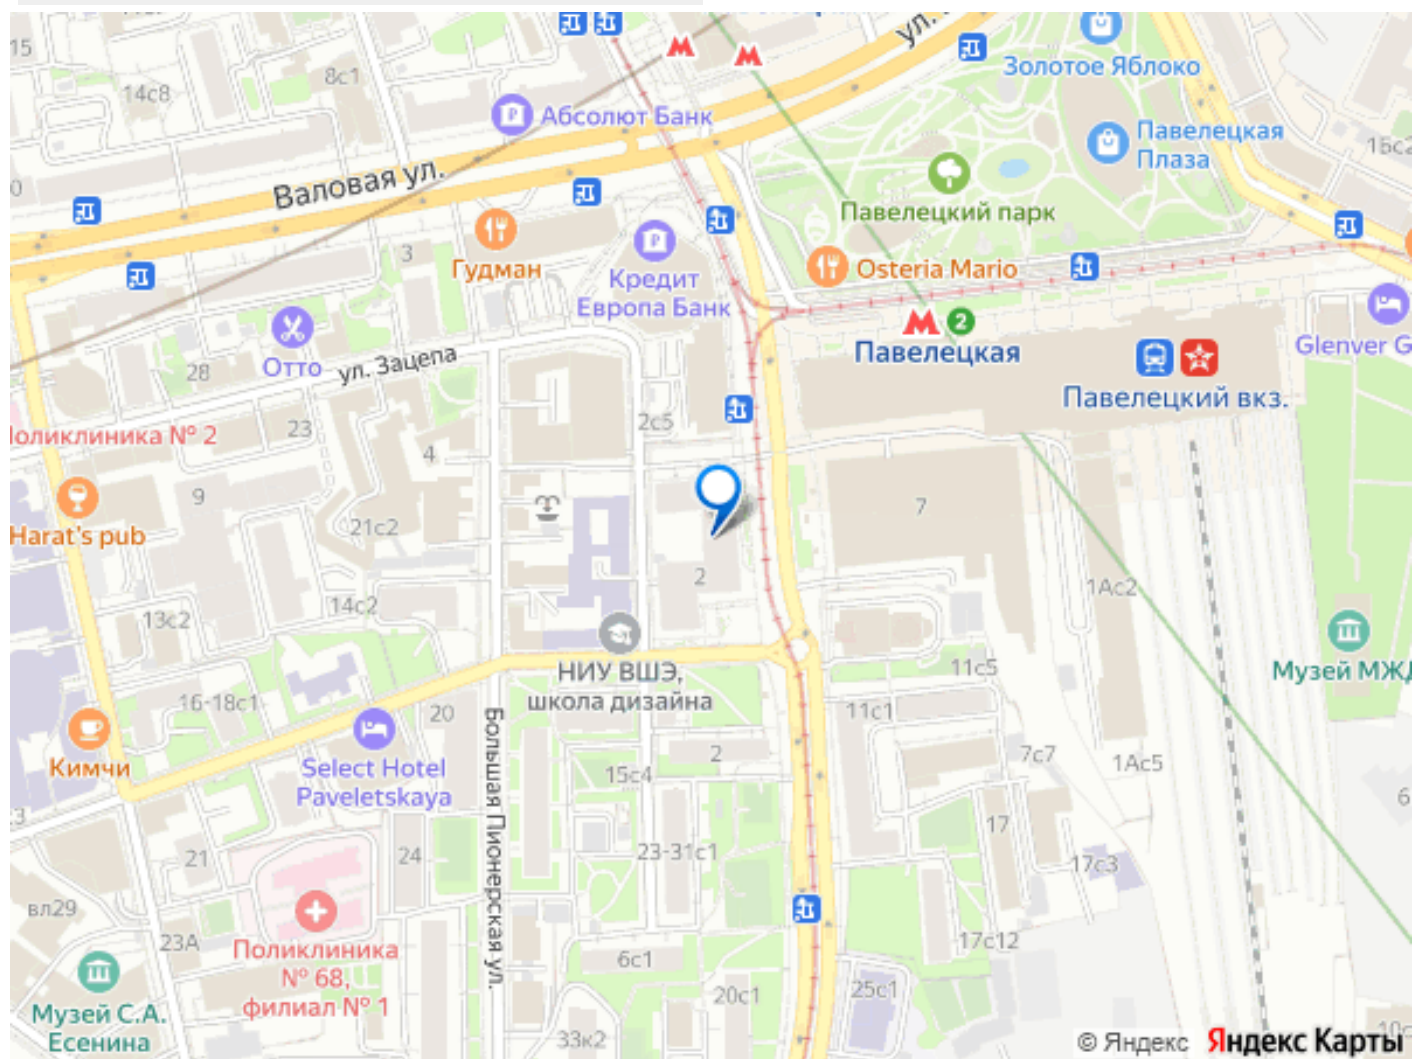 15
8с1
14с8
Золотое Яблоко
Абсолют Банк
Павелецкая
Плаза
Валовая ул.
Павелецкий парк
3
Гудман
Кредит
Европа Банк
Osteria Mario
2
Павелецкая
Glenver G
Отто
ул. Зацепа
28
Павелецкий вкз.
2с5
оликлиника № 2
23
4
9
7
Harat's pub
21с2
2
1Ас2
14с2
13с2
НИУ ВШЭ,
школа дизайна
11с5
Музей МЖД
16-18с1
20
11с1
Кимчи
Select Hotel
Paveletskaya
Большая Пионерская ул.
2
15с4
7с7
1Ас5
6
3
17
21
24
23-31с1
17с3
вл29
23А
Поликлиника
№ 68,
филиал № 1
17с12
6с1
20с1
25с1
Музей С.А.
Есенина
33к2
© Яндекс Яндекс Карты